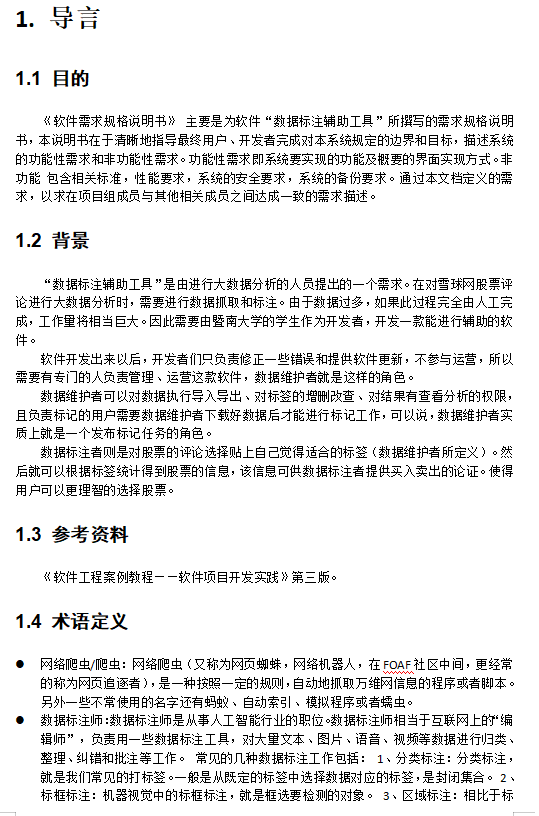 1. 导言
1.1 目的
《软件需求规格说明书》 主要是为软件“数据标注辅助工具”所撰写的需求规格说明
书，本说明书在于清晰地指导最终用户、开发者完成对本系统规定的边界和目标，描述系统
的功能性需求和非功能性需求。功能性需求即系统要实现的功能及概要的界面实现方式。非
功能 包含相关标准，性能要求，系统的安全要求，系统的备份要求。通过本文档定义的需
求，以求在项目组成员与其他相关成员之间达成一致的需求描述。
1.2 背景
“数据标注辅助工具”是由进行大数据分析的人员提出的一个需求。在对雪球网股票评
论进行大数据分析时，需要进行数据抓取和标注。由于数据过多，如果此过程完全由人工完
成，工作量将相当巨大。因此需要由暨南大学的学生作为开发者，开发一款能进行辅助的软
件。
软件开发出来以后，开发者们只负责修正一些错误和提供软件更新，不参与运营，所以
需要有专门的人负责管理、运营这款软件，数据维护者就是这样的角色。
数据维护者可以对数据执行导入导出、对标签的增删改查、对结果有查看分析的权限，
且负责标记的用户需要数据维护者下载好数据后才能进行标记工作，可以说，数据维护者实
质上就是一个发布标记任务的角色。
数据标注者则是对股票的评论选择贴上自己觉得适合的标签（数据维护者所定义）。然
后就可以根据标签统计得到股票的信息，该信息可供数据标注者提供买入卖出的论证。使得
用户可以更理智的选择股票。
1.3 参考资料
《软件工程案例教程——软件项目开发实践》第三版。
1.4 术语定义
● 网络爬虫/爬虫：网络爬虫（又称为网页蜘蛛，网络机器人，在 FOAF 社区中间，更经常
的称为网页追逐者），是一种按照一定的规则，自动地抓取万维网信息的程序或者脚本。
另外一些不常使用的名字还有蚂蚁、自动索引、模拟程序或者蠕虫。
● 数据标注师：数据标注师是从事人工智能行业的职位。数据标注师相当于互联网上的“编
辑师”，负责用一些数据标注工具，对大量文本、图片、语音、视频等数据进行归类、
整理、纠错和批注等工作。 常见的几种数据标注工作包括： 1、分类标注：分类标注，
就是我们常见的打标签。一般是从既定的标签中选择数据对应的标签，是封闭集合。 2、
标框标注：机器视觉中的标框标注，就是框选要检测的对象。 3、区域标注：相比于标